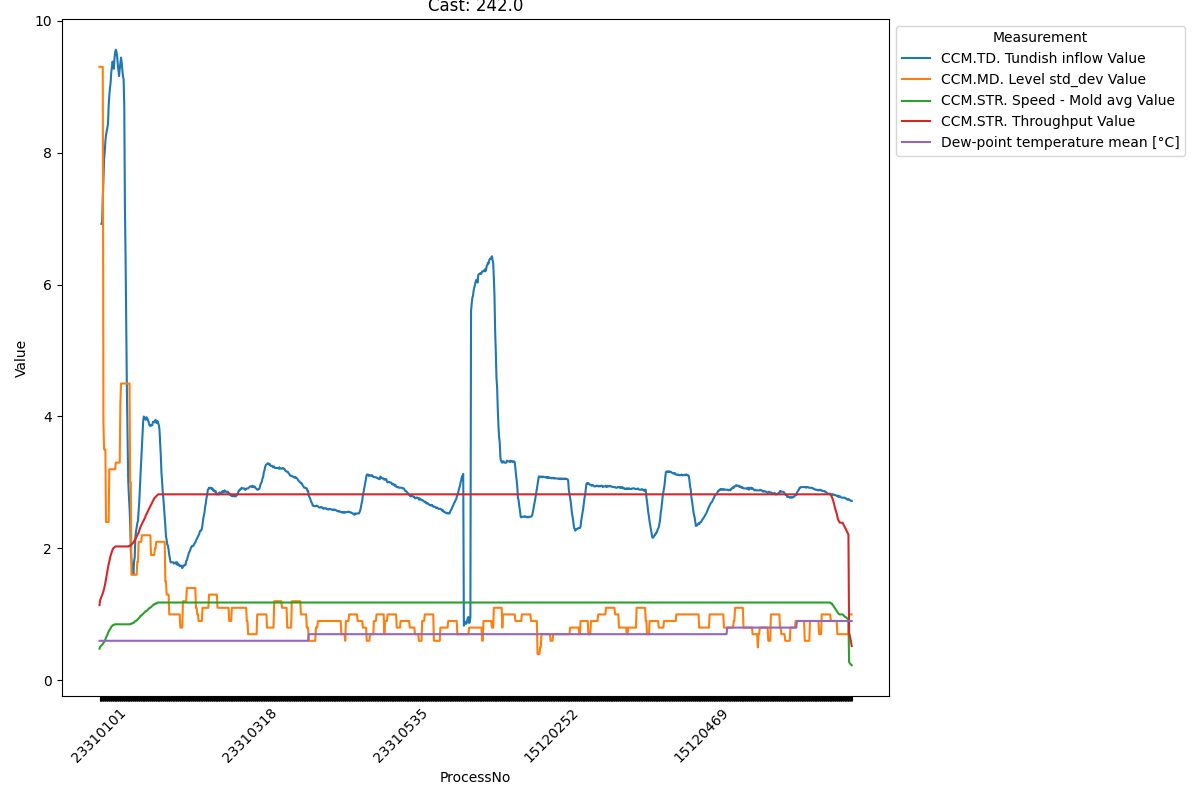 Cast: 242.0
10
8
6
4
2
0
Value
23310101
23310318
23310535
15120252
15120469
ProcessNo
Measurement
CCM.TD. Tundish inflow Value
CCM.MD. Level std_dev Value
CCM.STR. Speed - Mold avg Value
CCM.STR. Throughput Value
Dew-point temperature mean [°C]